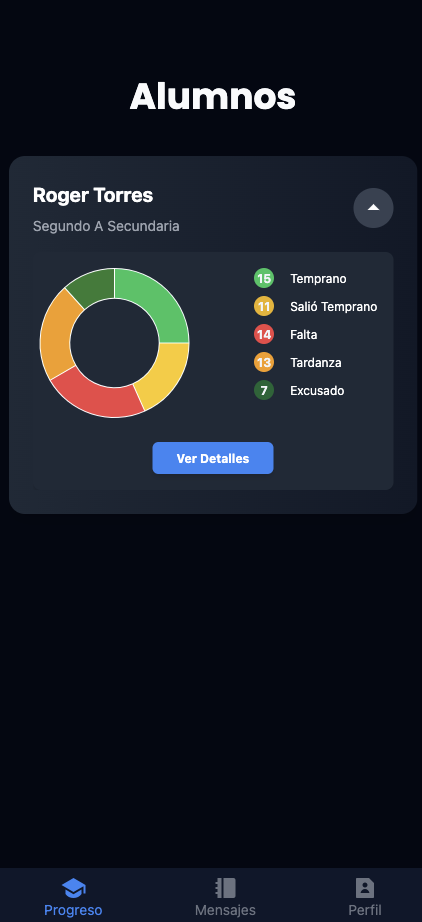 Alumnos
Roger Torres
Segundo A Secundaria
15 Temprano
11 Salió Temprano
14 Falta
13 Tardanza
7 Excusado
Ver Detalles
Progreso Mensajes Perfil